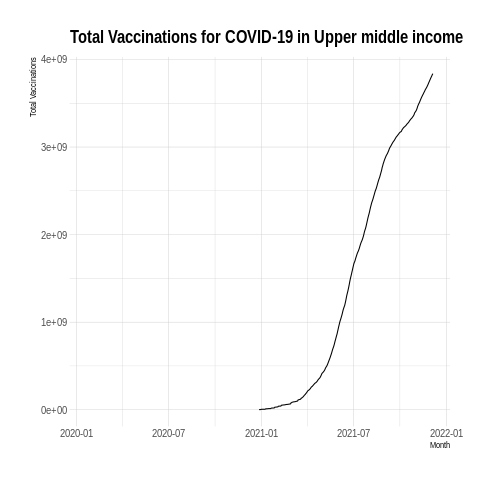 Total Vaccinations for COVID-19 in Upper middle income
Total Vaccinations
4e+09
3e+09
2e+09
1e+09
0e+00
2020-01 2020-07 2021-01 2021-07 2022-01
Month